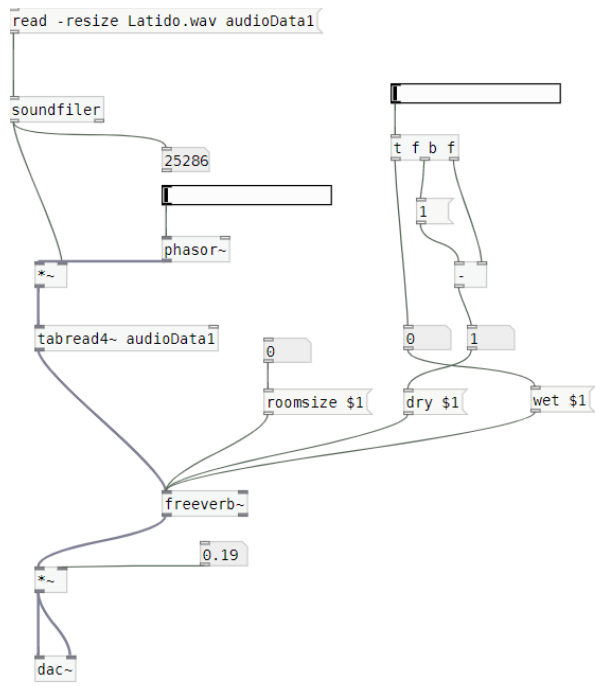 read -resize Latido.wav audioData1
soundfiler
25286
t f b f
1
phasor~
*~
-
tabread4~ audioData1
0
0
1
roomsize $1
dry $1
wet $1
freeverb~
0.19
*~
dac~